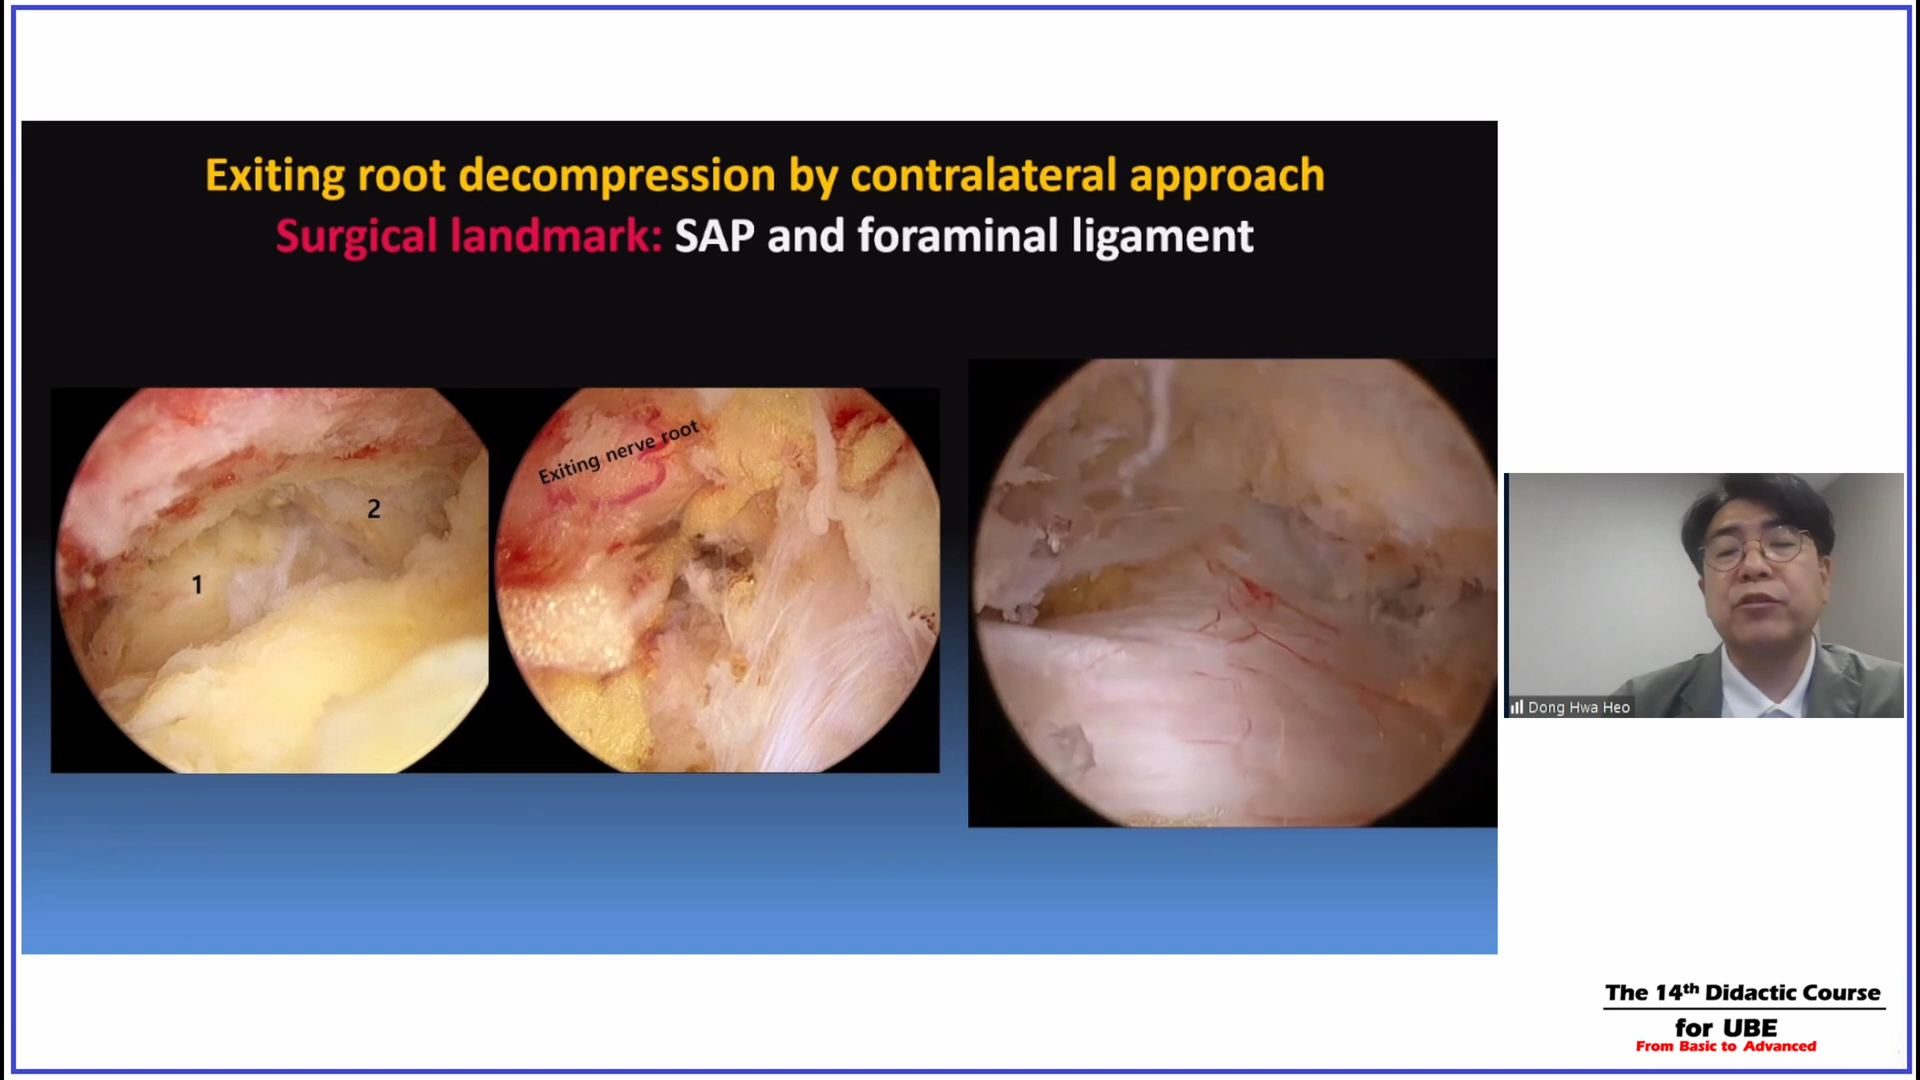 Exiting root decompression by contralateral approach
Surgical landmark: SAP and foraminal ligament
1
2
Exiting nerve root
Dong Hwa Heo
The 14th Didactic Course
for UBE
From Basic to Advanced